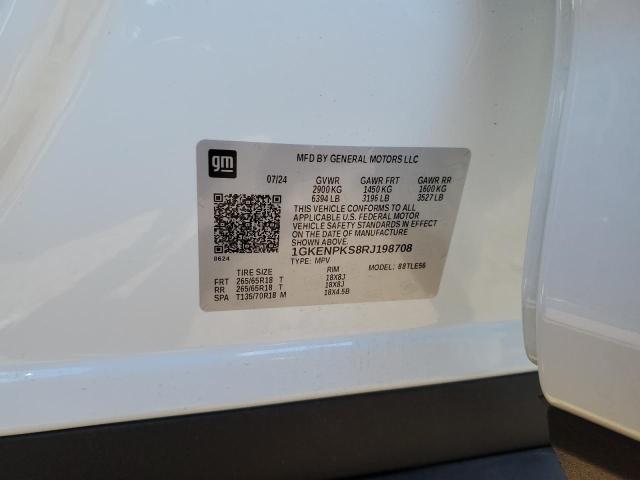 gm
MFD BY GENERAL MOTORS LLC
07/24 GVWR GAWR FRT GAWR RR
2900 KG 1450 KG 1600 KG
6394 LB 3196 LB 3527 LB
THIS VEHICLE CONFORMS TO ALL
APPLICABLE U.S. FEDERAL MOTOR
VEHICLE SAFETY STANDARDS IN EFFECT
ON THE DATE OF MANUFACTURE
SHOWN ABOVE.
1GKENPKS8RJ198708
8624
TYPE: MPV MODEL: 88TLE56
TIRE SIZE RIM
FRT 265/65R18 T 18X8J
RR 265/65R18 T 18X8J
SPA T135/70R18 M 18X4.5B